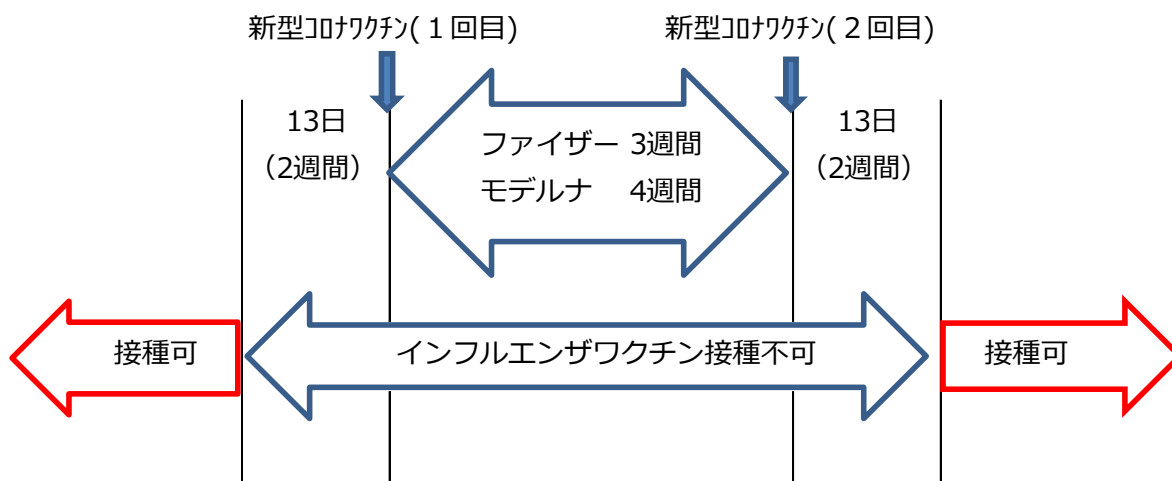 新型ｺﾛﾅﾜｸﾁﾝ(１回目)
新型ｺﾛﾅﾜｸﾁﾝ(２回目)
13日
(2週間)
ファイザー 3週間
モデルナ　4週間
13日
(2週間)
接種可
インフルエンザワクチン接種不可
接種可